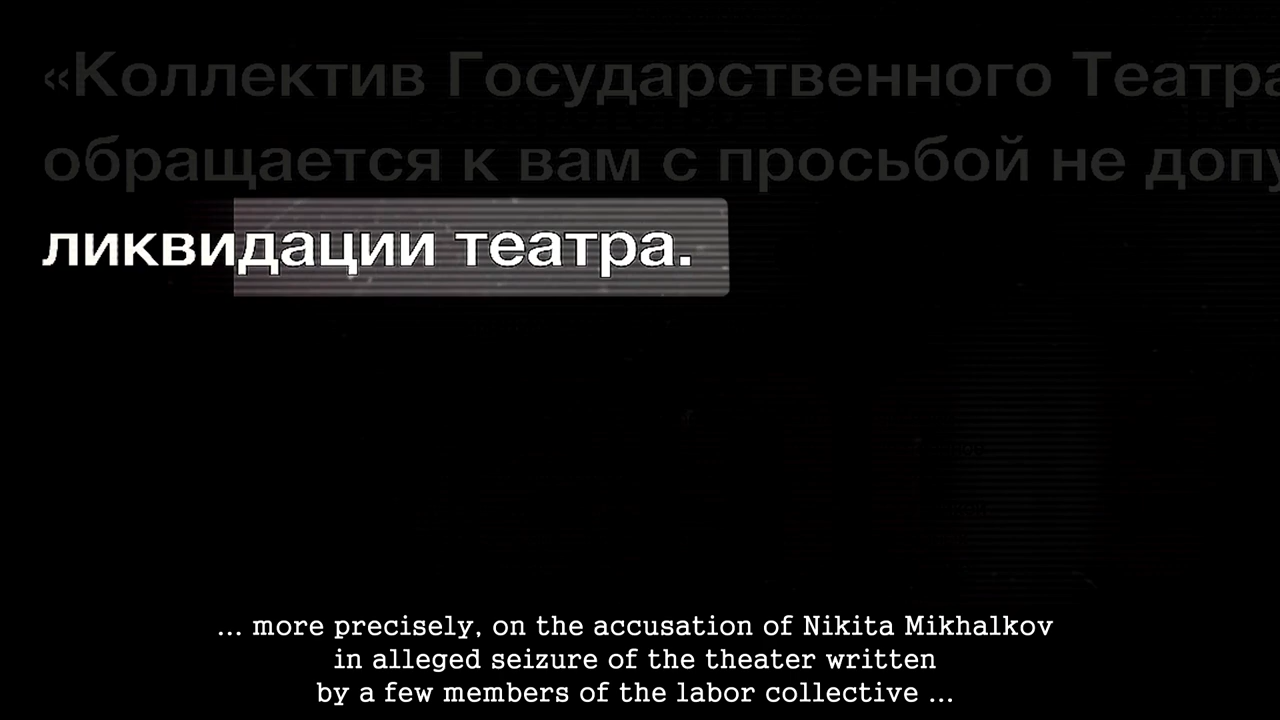 «Коллектив Государственного Театра
обращается к вам с просьбой не допу
ликвидации театра.
... more precisely, on the accusation of Nikita Mikhalkov
in alleged seizure of the theater written
by a few members of the labor collective ...